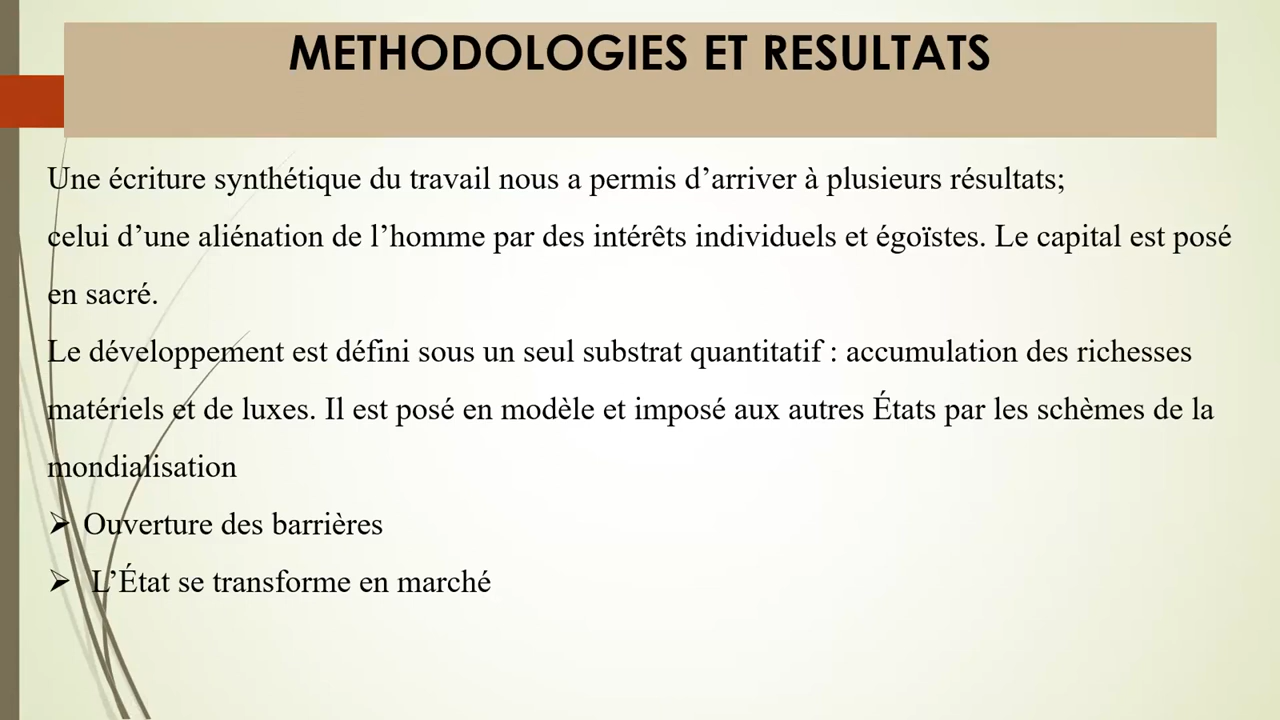 METHODOLOGIES ET RESULTATS
Une écriture synthétique du travail nous a permis d’arriver à plusieurs résultats;
celui d’une aliénation de l’homme par des intérêts individuels et égoïstes. Le capital est posé
en sacré.
Le développement est défini sous un seul substrat quantitatif : accumulation des richesses
matériels et de luxes. Il est posé en modèle et imposé aux autres États par les schèmes de la
mondialisation
➢ Ouverture des barrières
➢ L’État se transforme en marché